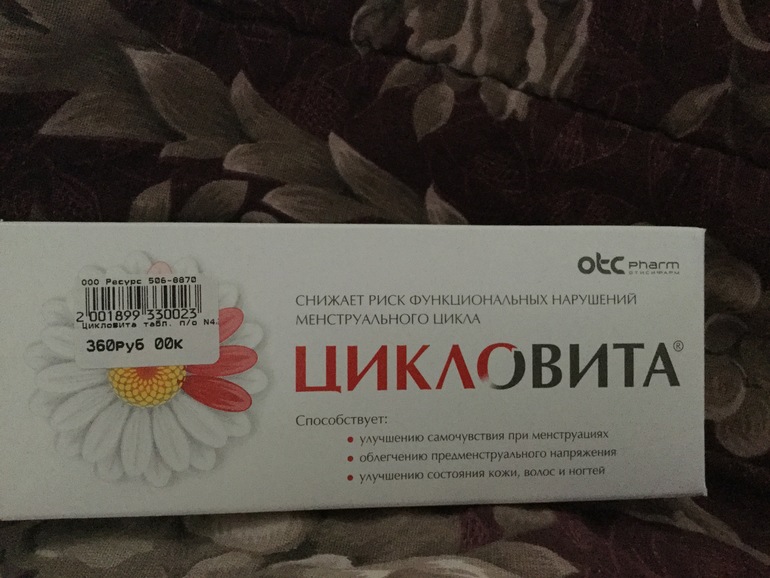 otc pharm
отисифарм
СНИЖАЕТ РИСК ФУНКЦИОНАЛЬНЫХ НАРУШЕНИЙ
МЕНСТРУАЛЬНОГО ЦИКЛА
ЦИКЛОВИТА®
Способствует:
• улучшению самочувствия при менструациях
• облегчению предменструального напряжения
• улучшению состояния кожи, волос и ногтей
ООО Ресурс 506-8870
2 001899 330023
Цикловита табл. п/о N4
360руб 00к